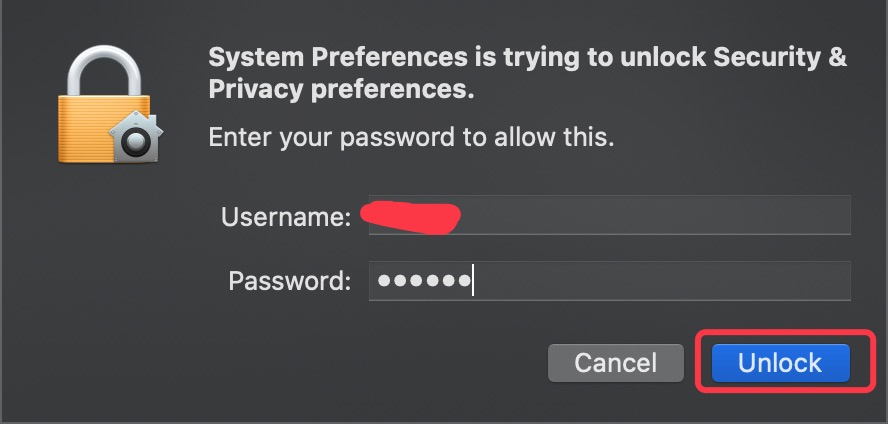 System Preferences is trying to unlock Security &
Privacy preferences.
Enter your password to allow this.
Username:
Password: ••••••
Cancel Unlock